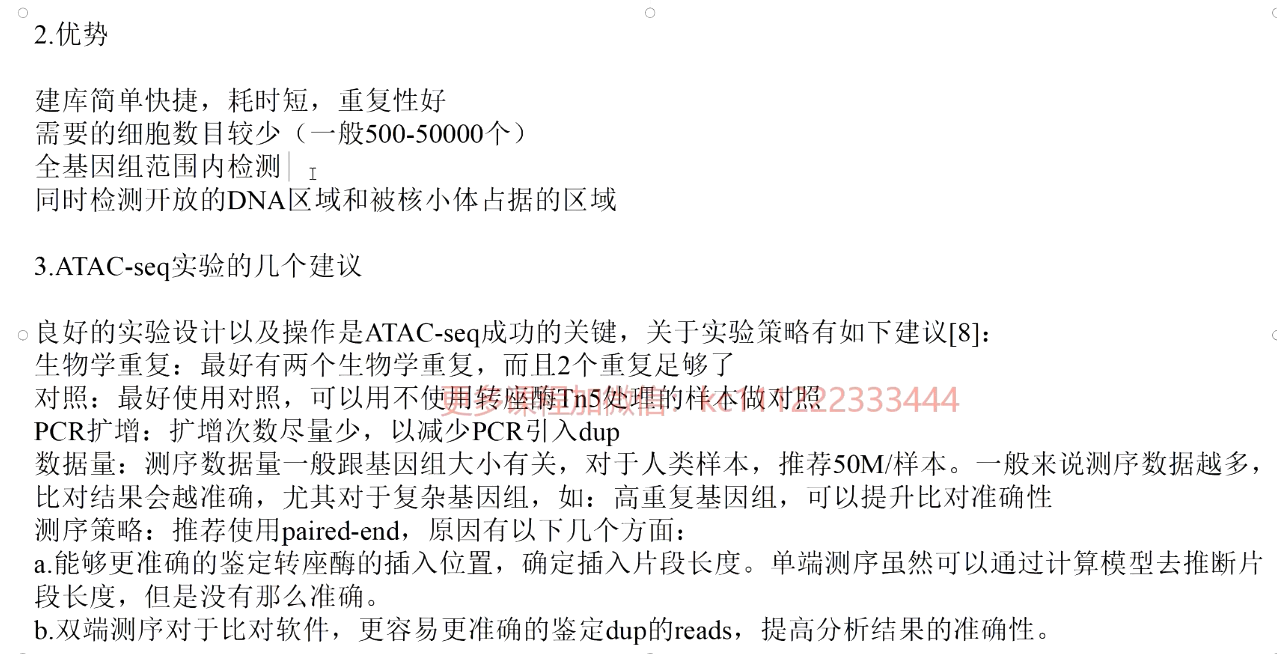 2.优势
建库简单快捷，耗时短，重复性好
需要的细胞数目较少（一般500-50000个）
全基因组范围内检测
同时检测开放的DNA区域和被核小体占据的区域
3.ATAC-seq实验的几个建议
良好的实验设计以及操作是ATAC-seq成功的关键，关于实验策略有如下建议[8]：
生物学重复：最好有两个生物学重复，而且2个重复足够了
对照：最好使用对照，可以用不使用转座酶Tn5处理的样本做对照
更多课程加微信：kc111222333444
PCR扩增：扩增次数尽量少，以减少PCR引入dup
数据量：测序数据量一般跟基因组大小有关，对于人类样本，推荐50M/样本。一般来说测序数据越多，
比对结果会越准确，尤其对于复杂基因组，如：高重复基因组，可以提升比对准确性
测序策略：推荐使用paired-end，原因有以下几个方面：
a.能够更准确的鉴定转座酶的插入位置，确定插入片段长度。单端测序虽然可以通过计算模型去推断片
段长度，但是没有那么准确。
b.双端测序对于比对软件，更容易更准确的鉴定dup的reads，提高分析结果的准确性。